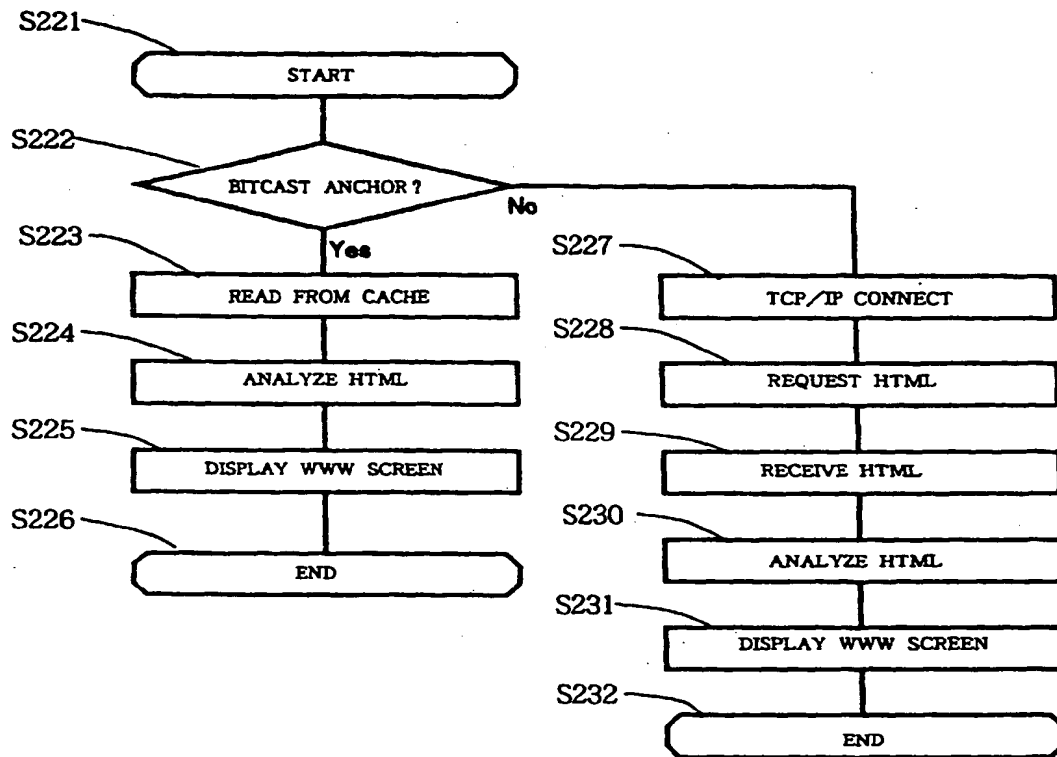 S221
START
S222
BITCAST ANCHOR?
No
Yes
S223
READ FROM CACHE
S224
ANALYZE HTML
S225
DISPLAY WWW SCREEN
S226
END
S227
TCP/IP CONNECT
S228
REQUEST HTML
S229
RECEIVE HTML
S230
ANALYZE HTML
S231
DISPLAY WWW SCREEN
S232
END